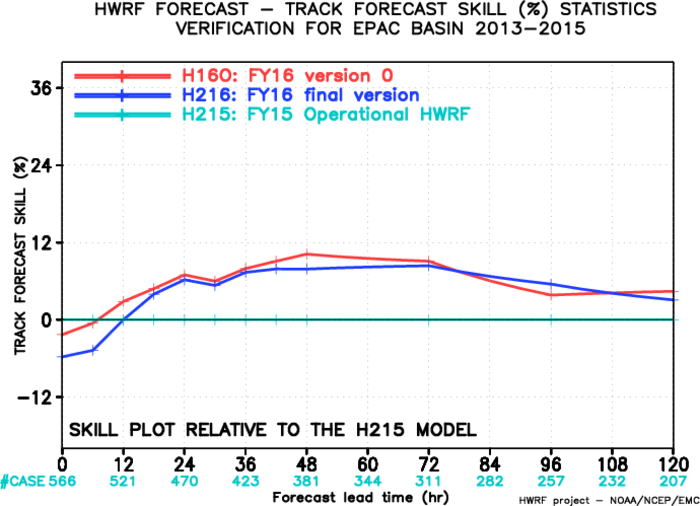 HWRF FORECAST – TRACK FORECAST SKILL (%) STATISTICS
VERIFICATION FOR EPAC BASIN 2013–2015
H16O: FY16 version 0
H216: FY16 final version
H215: FY15 Operational HWRF
36
24
12
0
–12
TRACK FORECAST SKILL (%)
SKILL PLOT RELATIVE TO THE H215 MODEL
0 12 24 36 48 60 72 84 96 108 120
#CASE 566 521 470 423 381 344 311 282 257 232 207
Forecast lead time (hr)
HWRF project – NOAA/NCEP/EMC